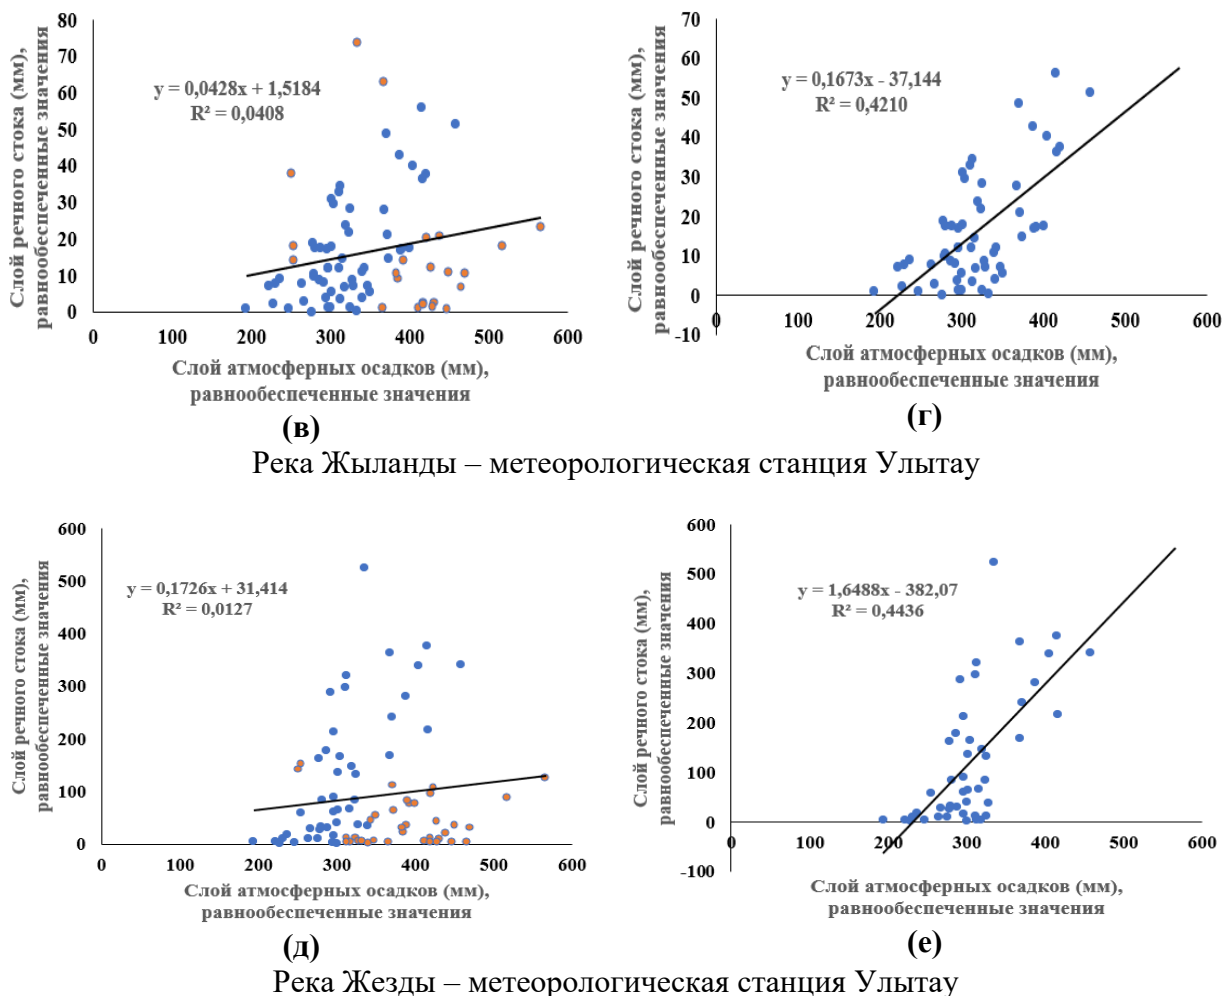 Слой речного стока (мм),
равнообеспеченные значения
80
70
60
50
40
30
20
10
0
y = 0,0428x + 1,5184
R² = 0,0408
0 100 200 300 400 500 600
Слой атмосферных осадков (мм),
равнообеспеченные значения
(в)
Слой речного стока (мм),
равнообеспеченные значения
70
60
50
40
30
20
10
0
-10
y = 0,1673x - 37,144
R² = 0,4210
0 100 200 300 400 500 600
Слой атмосферных осадков (мм),
равнообеспеченные значения
(г)
Река Жыланды – метеорологическая станция Улытау
Слой речного стока (мм),
равнообеспеченные значения
600
500
400
300
200
100
0
y = 0,1726x + 31,414
R² = 0,0127
0 100 200 300 400 500 600
Слой атмосферных осадков (мм),
равнообеспеченные значения
(д)
Слой речного стока (мм),
равнообеспеченные значения
600
500
400
300
200
100
0
-100
y = 1,6488x - 382,07
R² = 0,4436
0 100 200 300 400 500 600
Слой атмосферных осадков (мм),
равнообеспеченные значения
(е)
Река Жезды – метеорологическая станция Улытау